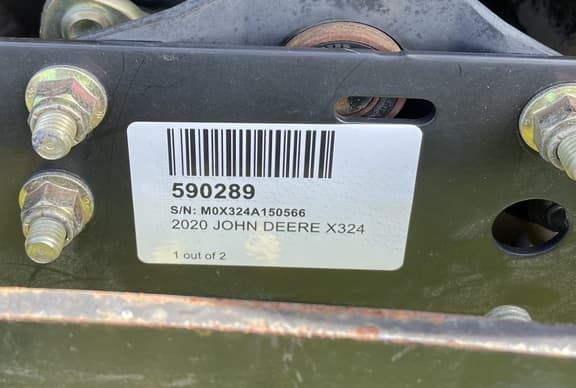 590289
S/N: M0X324A150566
2020 JOHN DEERE X324
1 out of 2